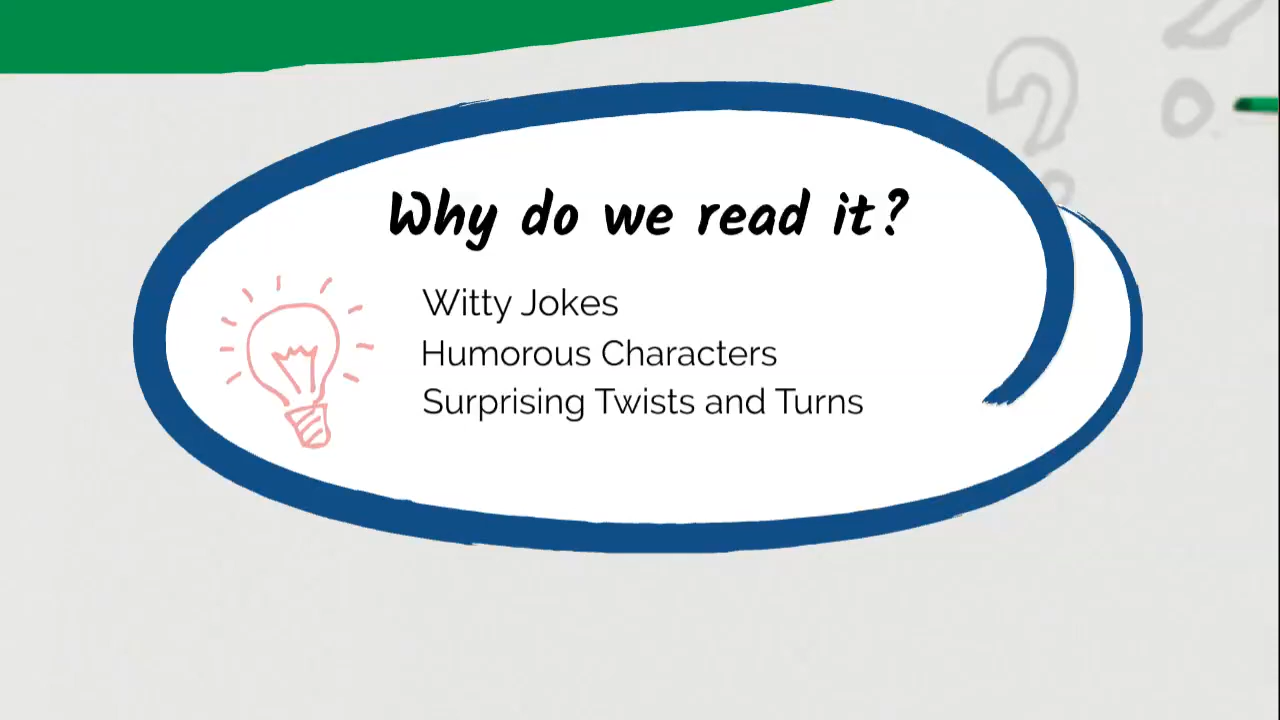 Why do we read it?
Witty Jokes
Humorous Characters
Surprising Twists and Turns